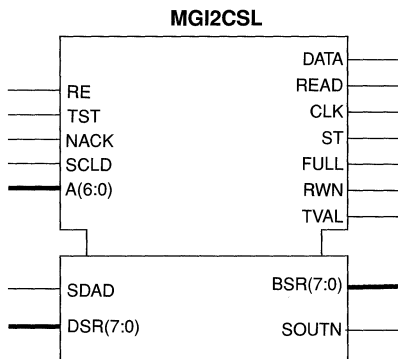 MGI2CSL
RE
TST
NACK
SCLD
A(6:0)
DATA
READ
CLK
ST
FULL
RWN
TVAL
SDAD
DSR(7:0)
BSR(7:0)
SOUTN